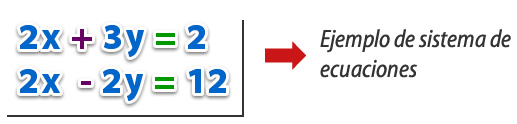 2x + 3y = 2
2x - 2y = 12
Ejemplo de sistema de
ecuaciones